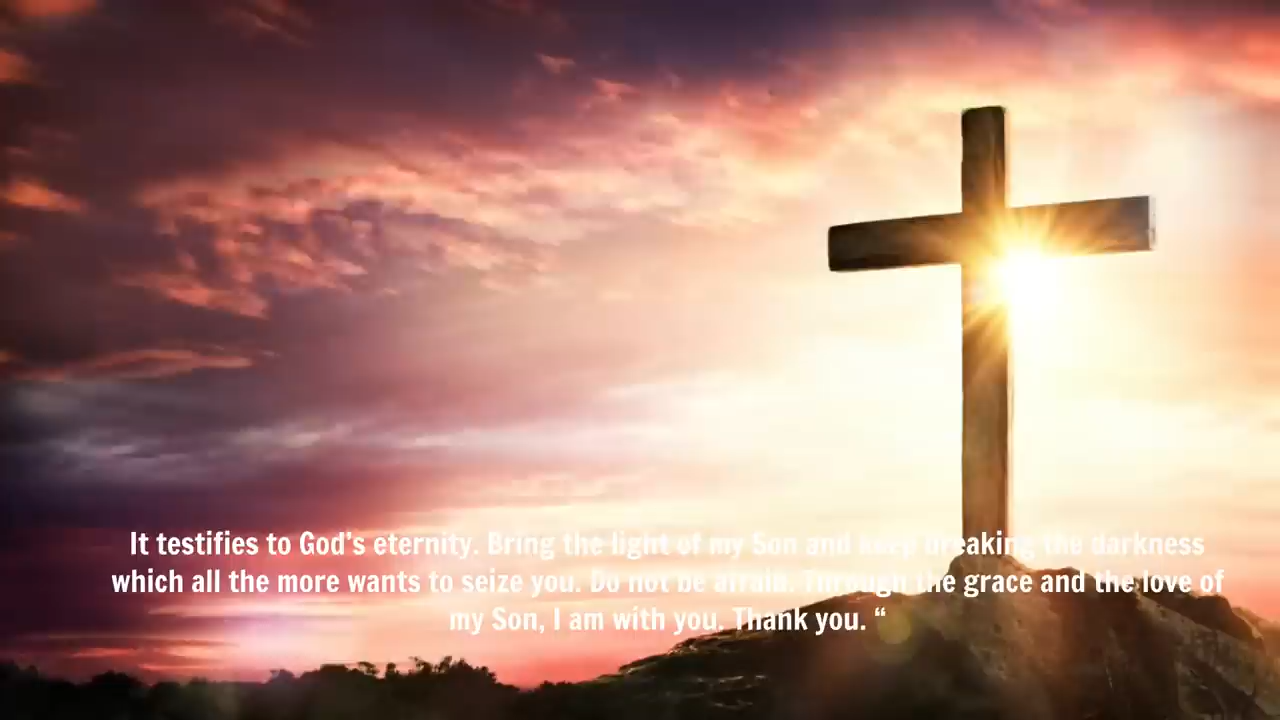 It testifies to God's eternity. Bring the light of my Son and keep breaking the darkness
which all the more wants to seize you. Do not be afraid. Through the grace and the love of
my Son, I am with you. Thank you. “